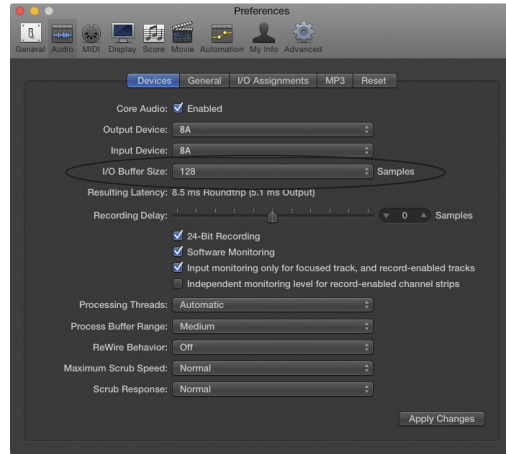 Preferences
General Audio MIDI Display Score Movie Automation My Info Advanced
Devices General I/O Assignments MP3 Reset
Core Audio: Enabled
Output Device: 8A
Input Device: 8A
I/O Buffer Size: 128 Samples
Resulting Latency: 8.5 ms Roundtrip (5.1 ms Output)
Recording Delay: 0 Samples
24-Bit Recording
Software Monitoring
Input monitoring only for focused track, and record-enabled tracks
Independent monitoring level for record-enabled channel strips
Processing Threads: Automatic
Process Buffer Range: Medium
ReWire Behavior: Off
Maximum Scrub Speed: Normal
Scrub Response: Normal
Apply Changes